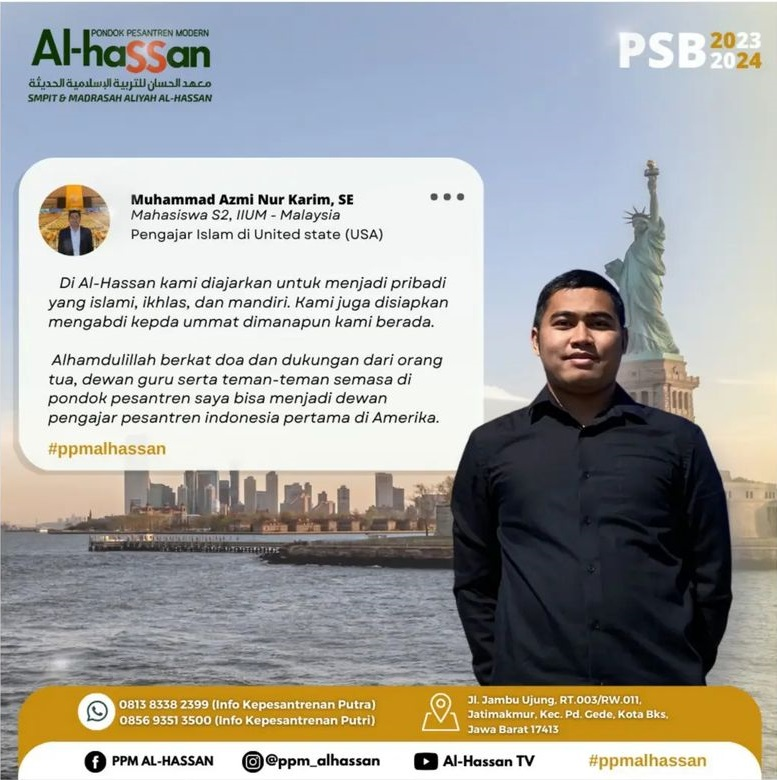 PONDOK PESANTREN MODERN
Al-haSSan
معهد الحسان للتربية الإسلامية الحديثة
SMPIT & MADRASAH ALIYAH AL-HASSAN
PSB 2023
2024
Muhammad Azmi Nur Karim, SE
Mahasiswa S2, IIUM - Malaysia
Pengajar Islam di United state (USA)
Di Al-Hassan kami diajarkan untuk menjadi pribadi
yang islami, ikhlas, dan mandiri. Kami juga disiapkan
mengabdi kepda ummat dimanapun kami berada.
Alhamdulillah berkat doa dan dukungan dari orang
tua, dewan guru serta teman-teman semasa di
pondok pesantren saya bisa menjadi dewan
pengajar pesantren indonesia pertama di Amerika.
#ppmalhassan
0813 8338 2399 (Info Kepesantrenan Putra)
0856 9351 3500 (Info Kepesantrenan Putri)
Jl. Jambu Ujung, RT.003/RW.011,
Jatimakmur, Kec. Pd. Gede, Kota Bks,
Jawa Barat 17413
PPM AL-HASSAN @ppm_alhassan Al-Hassan TV #ppmalhassan